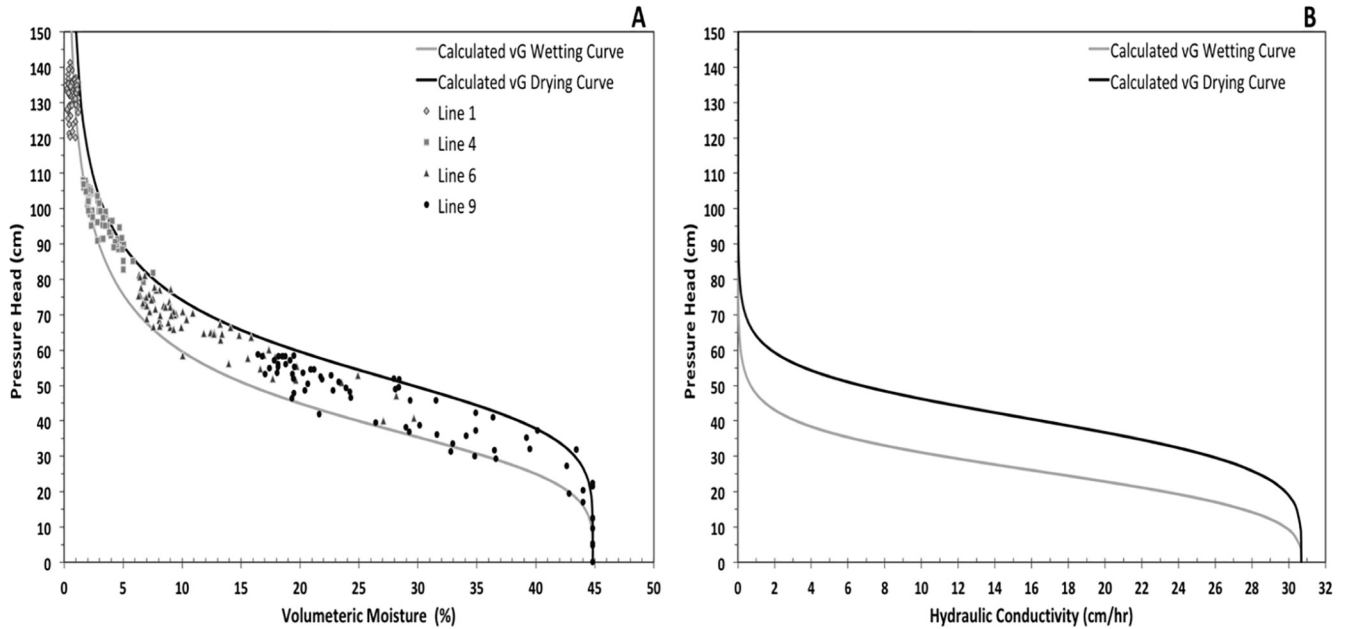 A
150
140
130
120
110
100
90
80
70
60
50
40
30
20
10
0
Pressure Head (cm)
Calculated vG Wetting Curve
Calculated vG Drying Curve
Line 1
Line 4
Line 6
Line 9
0 5 10 15 20 25 30 35 40 45 50
Volumeteric Moisture (%)
B
150
140
130
120
110
100
90
80
70
60
50
40
30
20
10
0
Pressure Head (cm)
Calculated vG Wetting Curve
Calculated vG Drying Curve
0 2 4 6 8 10 12 14 16 18 20 22 24 26 28 30 32
Hydraulic Conductivity (cm/hr)